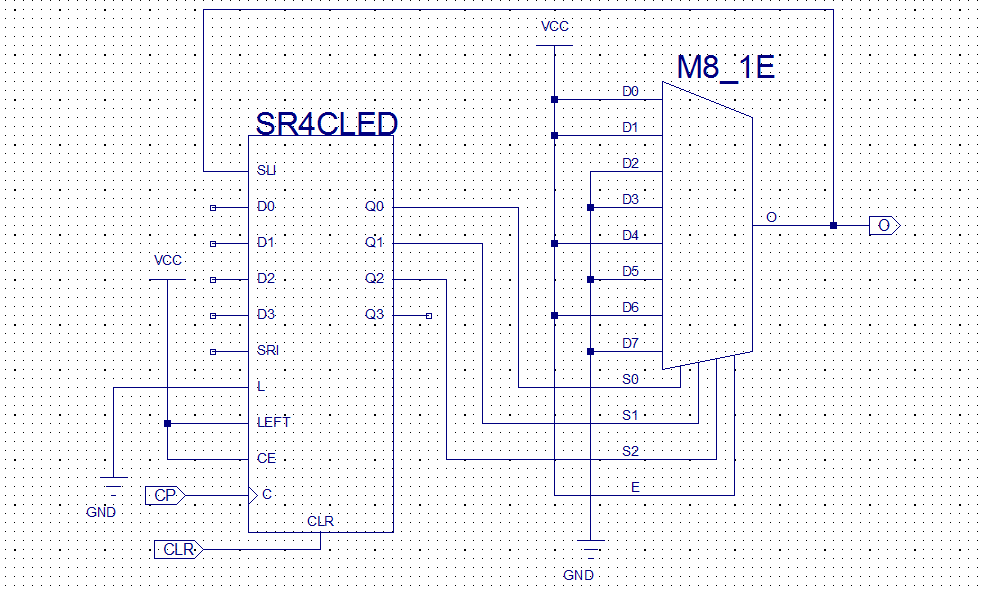 VCC
M8_1E
SR4CLED
SLI
D0
D1
D2
D3
SRI
L
LEFT
CE
C
CLR
Q0
Q1
Q2
Q3
VCC
GND
CP
CLR
D0
D1
D2
D3
D4
D5
D6
D7
S0
S1
S2
E
O
O
GND